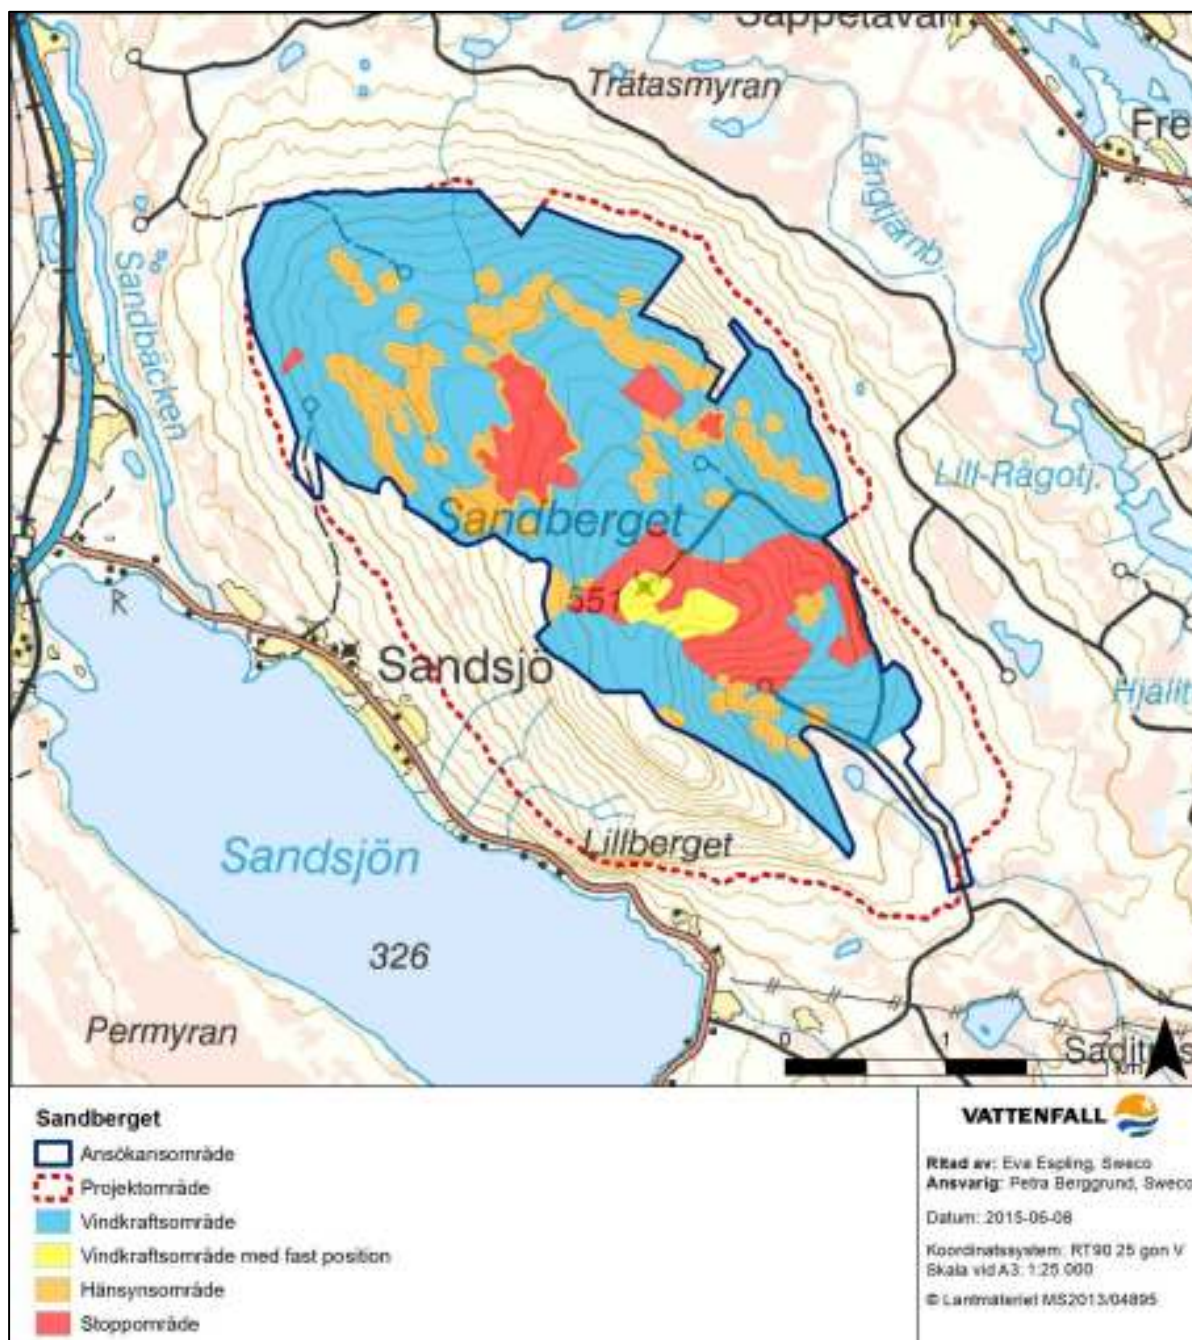 Trätasmyran
Fre
Långtjärnb.
Sandbäcken
Lill-Rågotj.
Sandberget
551
R
Sandsjö
Hjälit
Lillberget
Sandsjön
326
Permyran
0 1
Sandberget
Ansökansområde
Projektområde
Vindkraftsområde
Vindkraftsområde med fast position
Hänsynsområde
Stoppområde
VATTENFALL
Ritad av: Eva Espling, Sweco
Ansvarig: Petra Berggrund, Sweco
Datum: 2015-06-08
Koordinatssystem: RT90 25 gon V
Skala vid A3: 1:25 000
© Lantmäteriet MS2013/04895